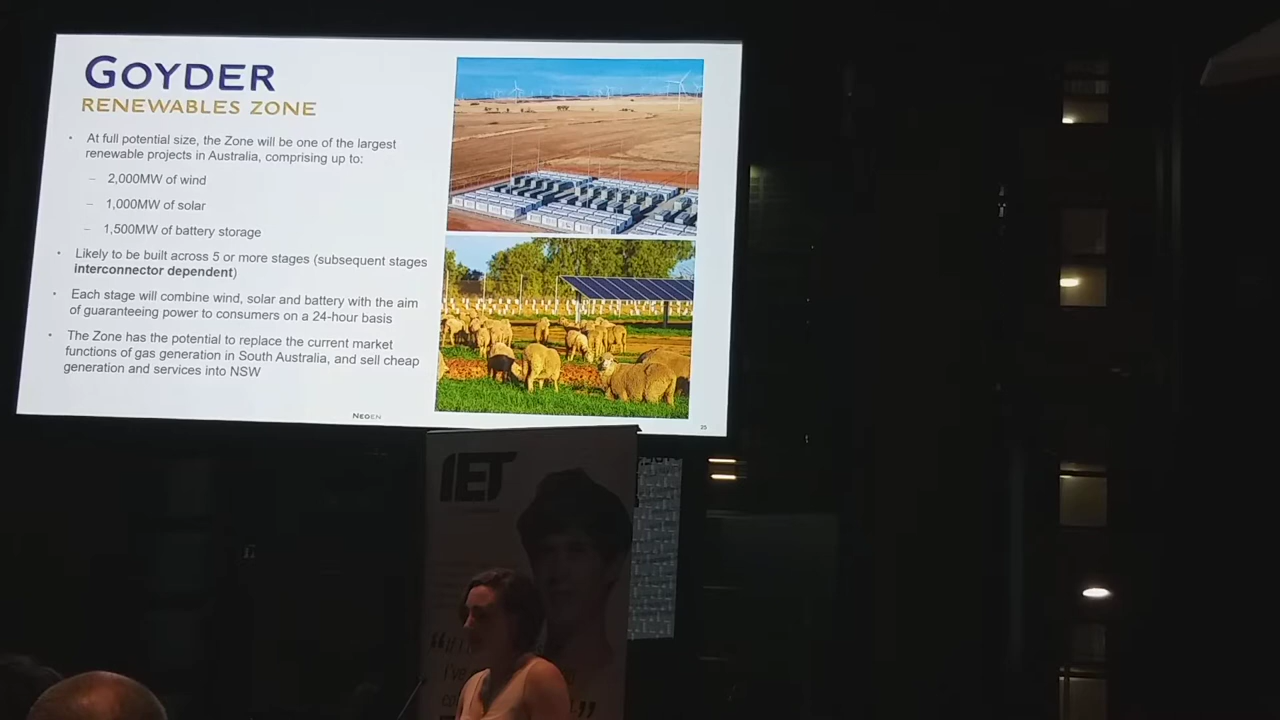 GOYDER
RENEWABLES ZONE
• At full potential size, the Zone will be one of the largest
renewable projects in Australia, comprising up to:
– 2,000MW of wind
– 1,000MW of solar
– 1,500MW of battery storage
• Likely to be built across 5 or more stages (subsequent stages
interconnector dependent)
• Each stage will combine wind, solar and battery with the aim
of guaranteeing power to consumers on a 24-hour basis
• The Zone has the potential to replace the current market
functions of gas generation in South Australia, and sell cheap
generation and services into NSW
NEOEN
IET
I've